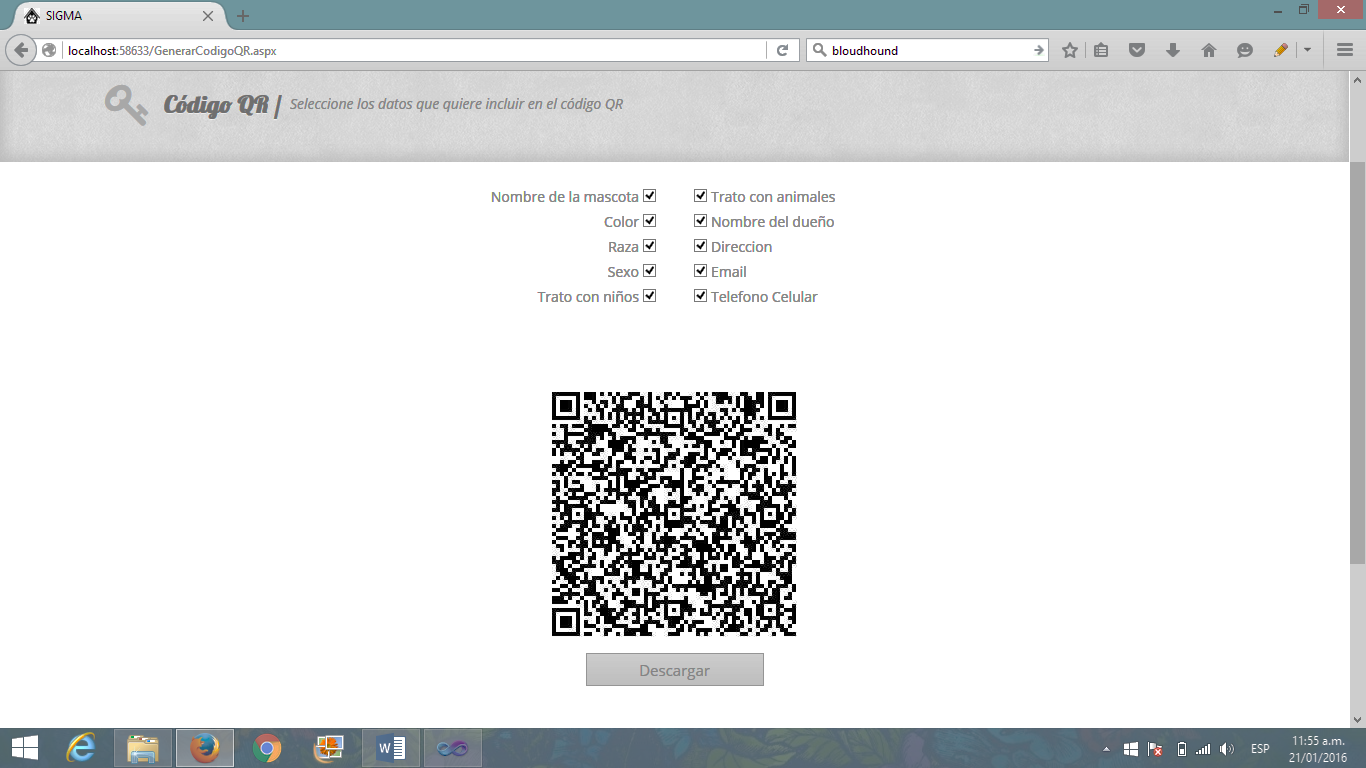 SIGMA
localhost:58633/GenerarCodigoQR.aspx
bloudhound
Código QR | Seleccione los datos que quiere incluir en el código QR
Nombre de la mascota Trato con animales
Color Nombre del dueño
Raza Direccion
Sexo Email
Trato con niños Telefono Celular
Descargar
ESP
11:55 a.m.
21/01/2016